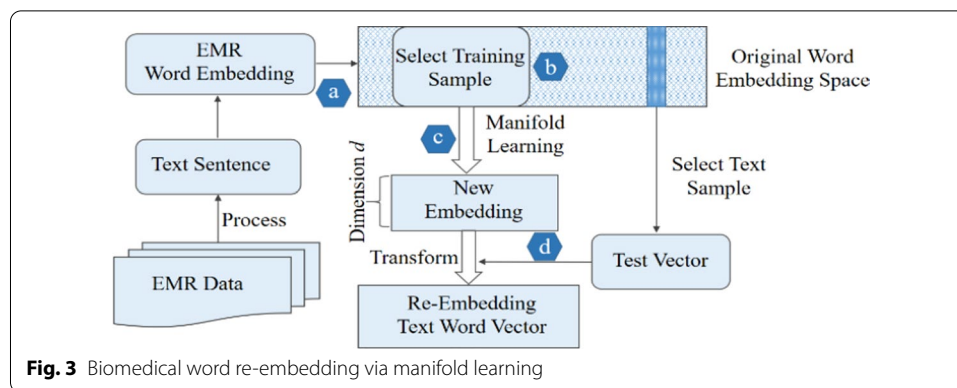 EMR
Word Embedding
a
Select Training
Sample
b
Original Word
Embedding Space
c
Manifold
Learning
Text Sentence
Select Text
Sample
Dimension d
New
Embedding
Process
Transform
d
Test Vector
EMR Data
Re-Embedding
Text Word Vector
Fig. 3 Biomedical word re-embedding via manifold learning